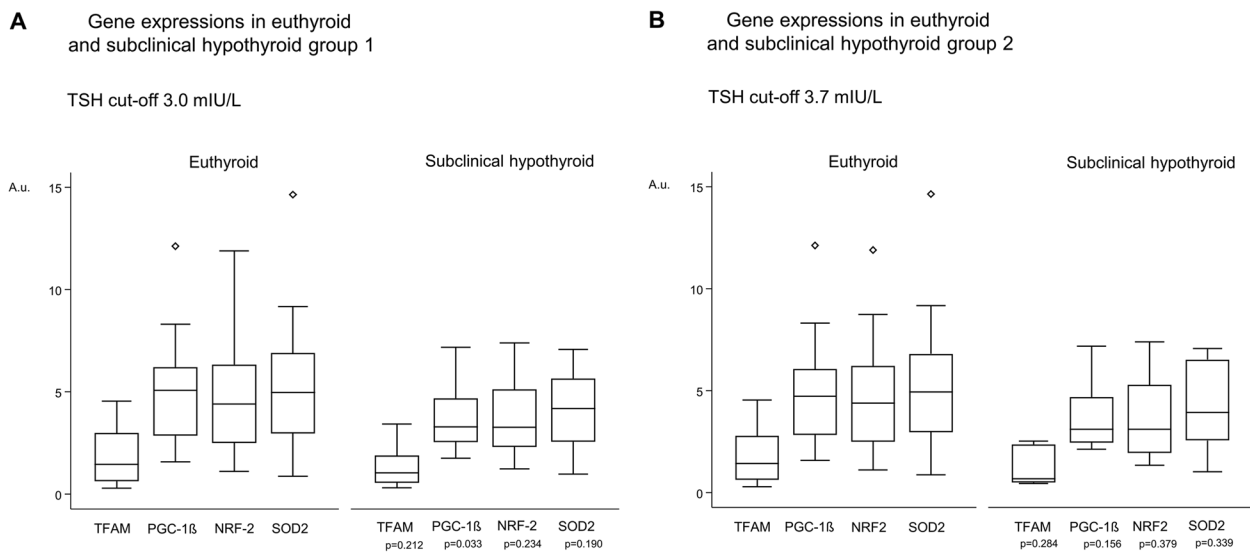 A
Gene expressions in euthyroid
and subclinical hypothyroid group 1
TSH cut-off 3.0 mIU/L
Euthyroid
Subclinical hypothyroid
A.u.
15
10
5
0
TFAM PGC-1ß NRF-2 SOD2
TFAM PGC-1ß NRF-2 SOD2
p=0.212 p=0.033 p=0.234 p=0.190
B
Gene expressions in euthyroid
and subclinical hypothyroid group 2
TSH cut-off 3.7 mIU/L
Euthyroid
Subclinical hypothyroid
A.u.
15
10
5
0
TFAM PGC-1ß NRF2 SOD2
TFAM PGC-1ß NRF2 SOD2
p=0.284 p=0.156 p=0.379 p=0.339